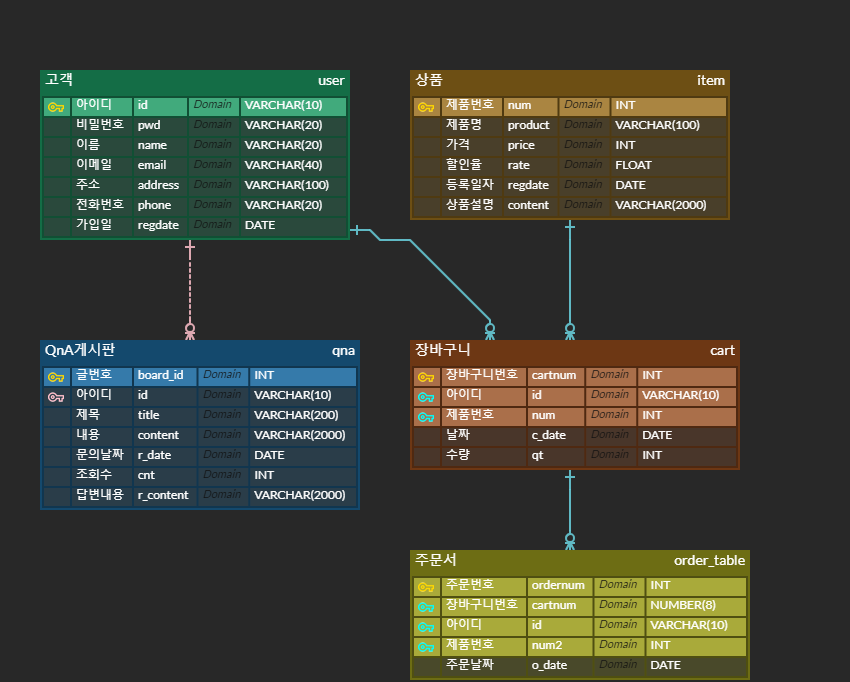 고객 user
아이디 id Domain VARCHAR(10)
비밀번호 pwd Domain VARCHAR(20)
이름 name Domain VARCHAR(20)
이메일 email Domain VARCHAR(40)
주소 address Domain VARCHAR(100)
전화번호 phone Domain VARCHAR(20)
가입일 regdate Domain DATE
상품 item
제품번호 num Domain INT
제품명 product Domain VARCHAR(100)
가격 price Domain INT
할인율 rate Domain FLOAT
등록일자 regdate Domain DATE
상품설명 content Domain VARCHAR(2000)
QnA게시판 qna
글번호 board_id Domain INT
아이디 id Domain VARCHAR(10)
제목 title Domain VARCHAR(200)
내용 content Domain VARCHAR(2000)
문의날짜 r_date Domain DATE
조회수 cnt Domain INT
답변내용 r_content Domain VARCHAR(2000)
장바구니 cart
장바구니번호 cartnum Domain INT
아이디 id Domain VARCHAR(10)
제품번호 num Domain INT
날짜 c_date Domain DATE
수량 qt Domain INT
주문서 order_table
주문번호 ordernum Domain INT
장바구니번호 cartnum Domain NUMBER(8)
아이디 id Domain VARCHAR(10)
제품번호 num2 Domain INT
주문날짜 o_date Domain DATE